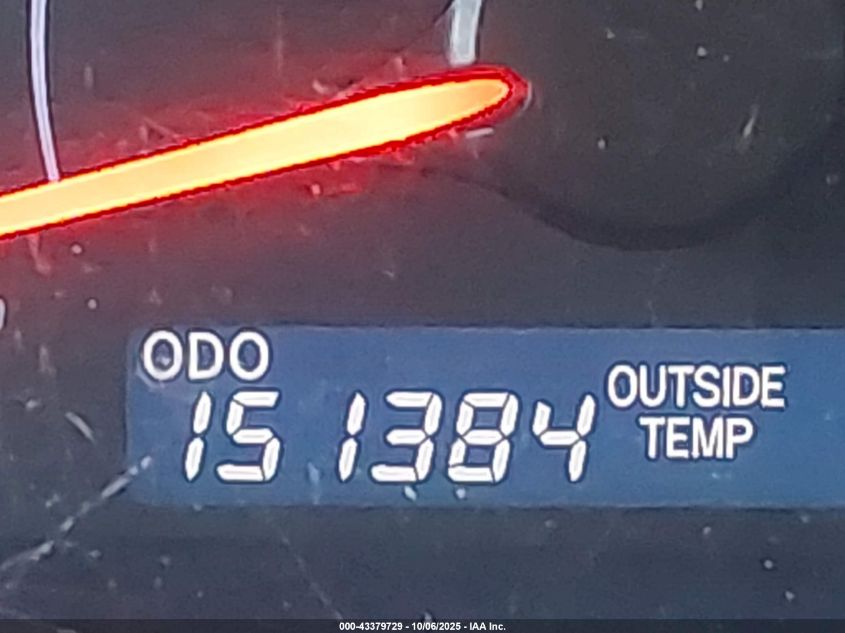 ODO
151384
OUTSIDE
TEMP
000-43379729 - 10/06/2025 - IAA Inc.